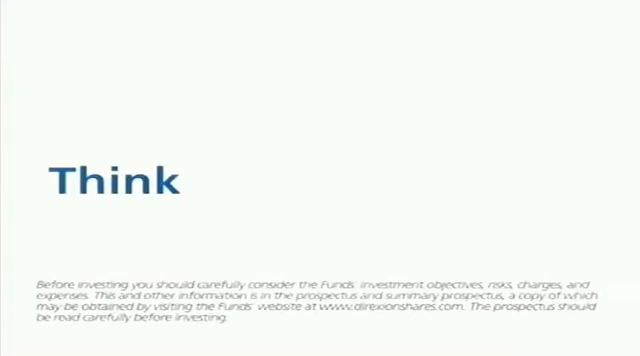 Think
Before investing you should carefully consider the Funds' investment objectives, risks, charges, and
expenses. This and other information is in the prospectus and summary prospectus, a copy of which
may be obtained by visiting the Funds' website at www.direxionshares.com. The prospectus should
be read carefully before investing.